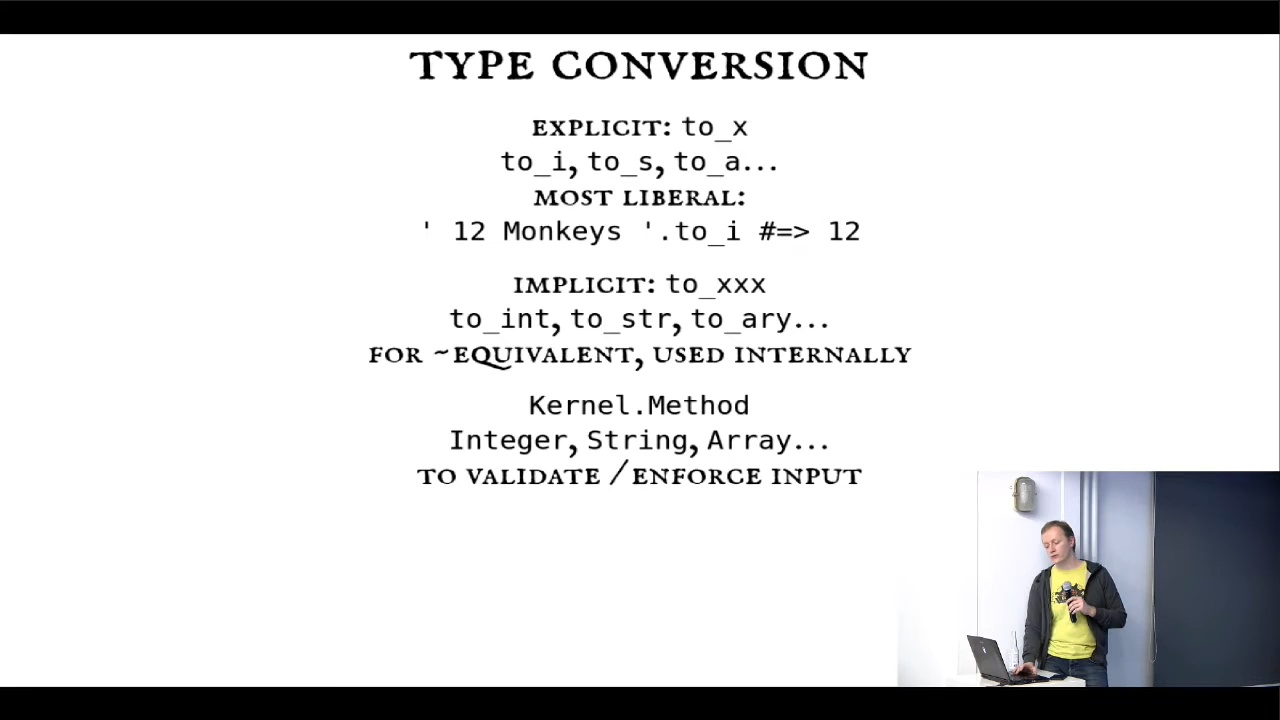 TYPE CONVERSION
EXPLICIT: to_x
to_i, to_s, to_a...
MOST LIBERAL:
' 12 Monkeys '.to_i #=> 12
IMPLICIT: to_xxx
to_int, to_str, to_ary...
FOR ~EQUIVALENT, USED INTERNALLY
Kernel.Method
Integer, String, Array...
TO VALIDATE / ENFORCE INPUT